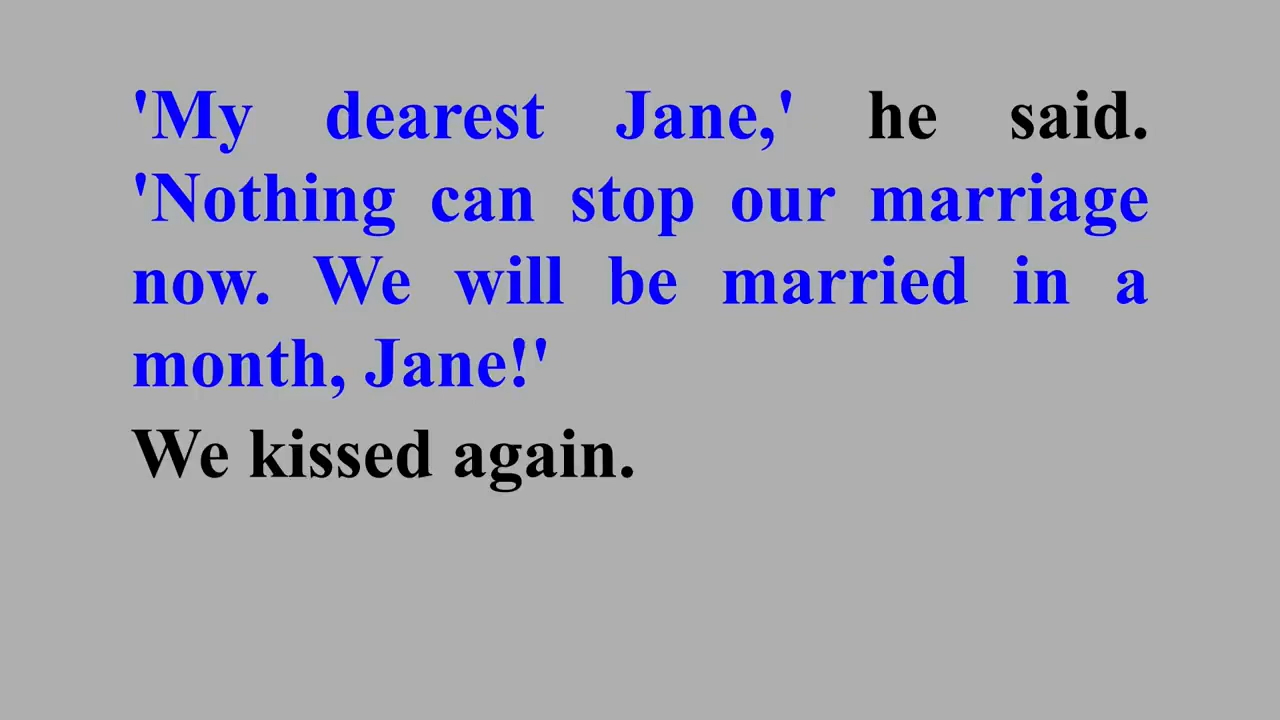 'My dearest Jane,' he said.
'Nothing can stop our marriage
now. We will be married in a
month, Jane!'
We kissed again.